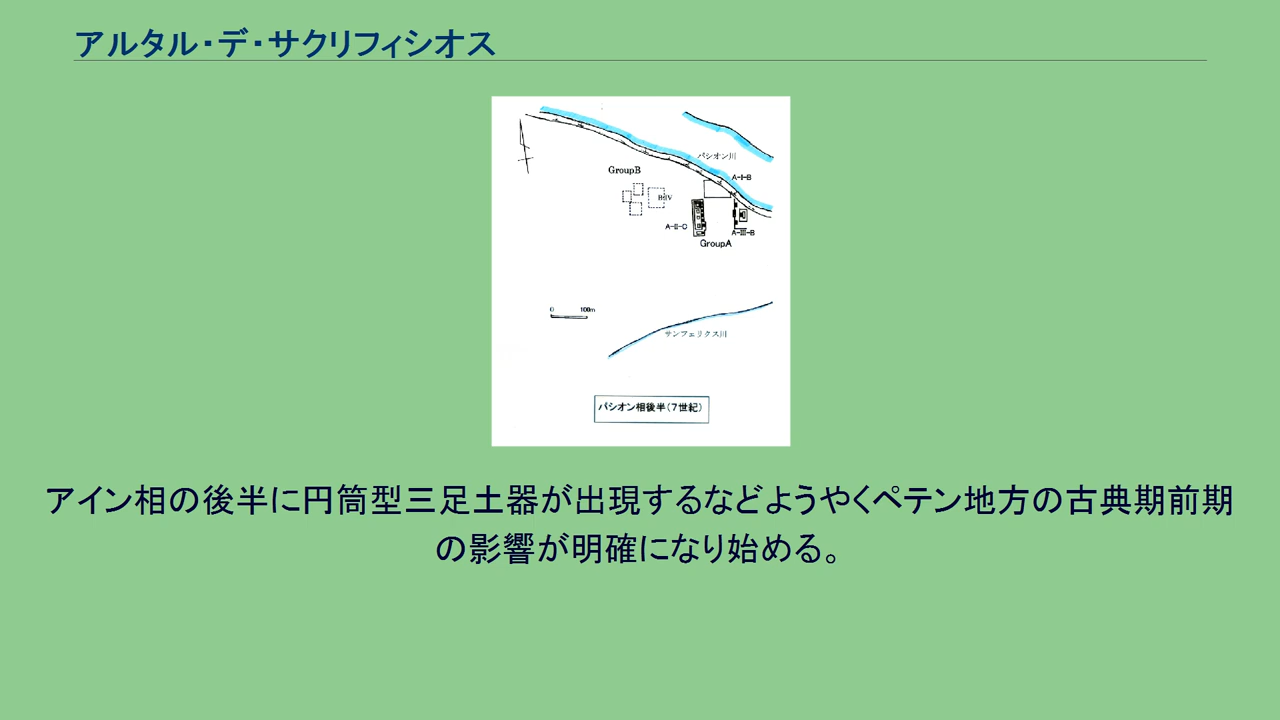 アルタル・デ・サクリフィシオス
パシオン川
GroupB
A-I-B
BIV
A-II-O
A-III-B
GroupA
0 100m
サンフェリクス川
パシオン相後半(7世紀)
アイン相の後半に円筒型三足土器が出現するなどようやくペテン地方の古典期前期
の影響が明確になり始める。